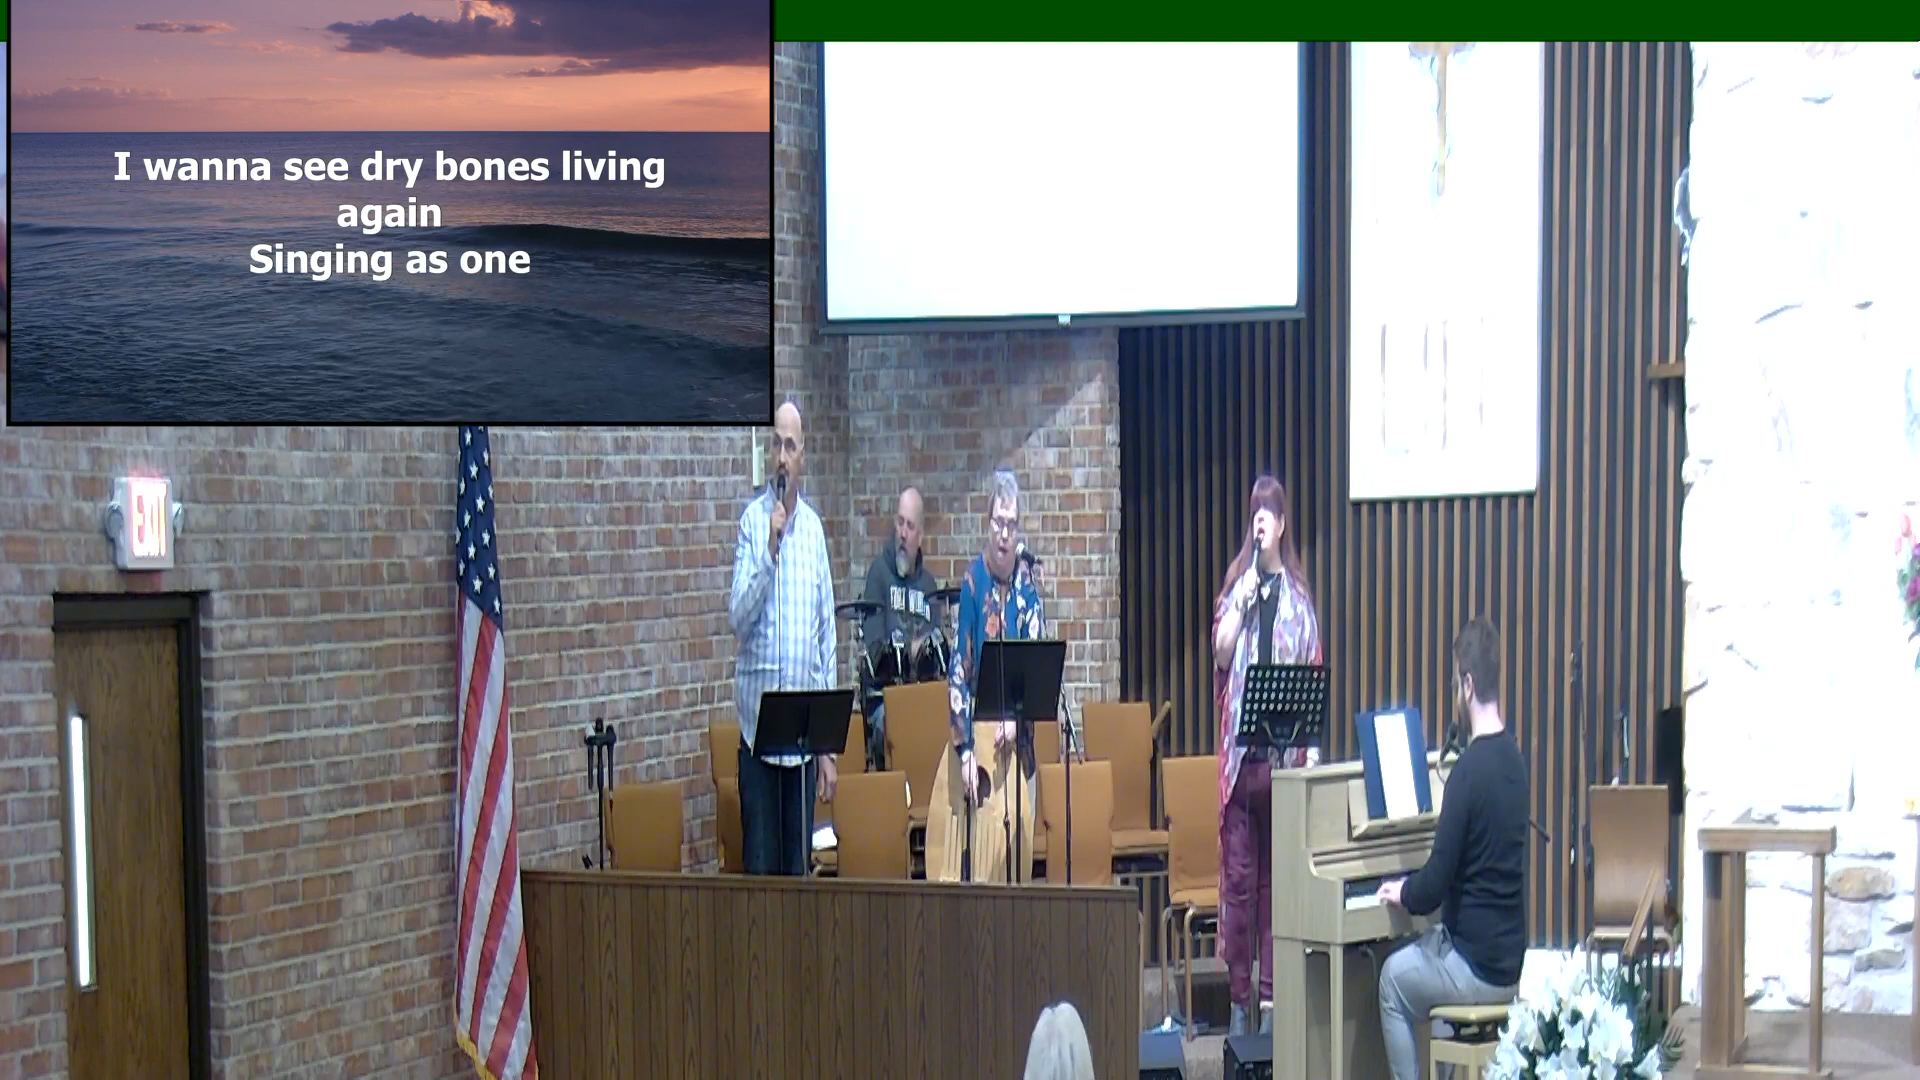 I wanna see dry bones living
again
Singing as one
EXIT